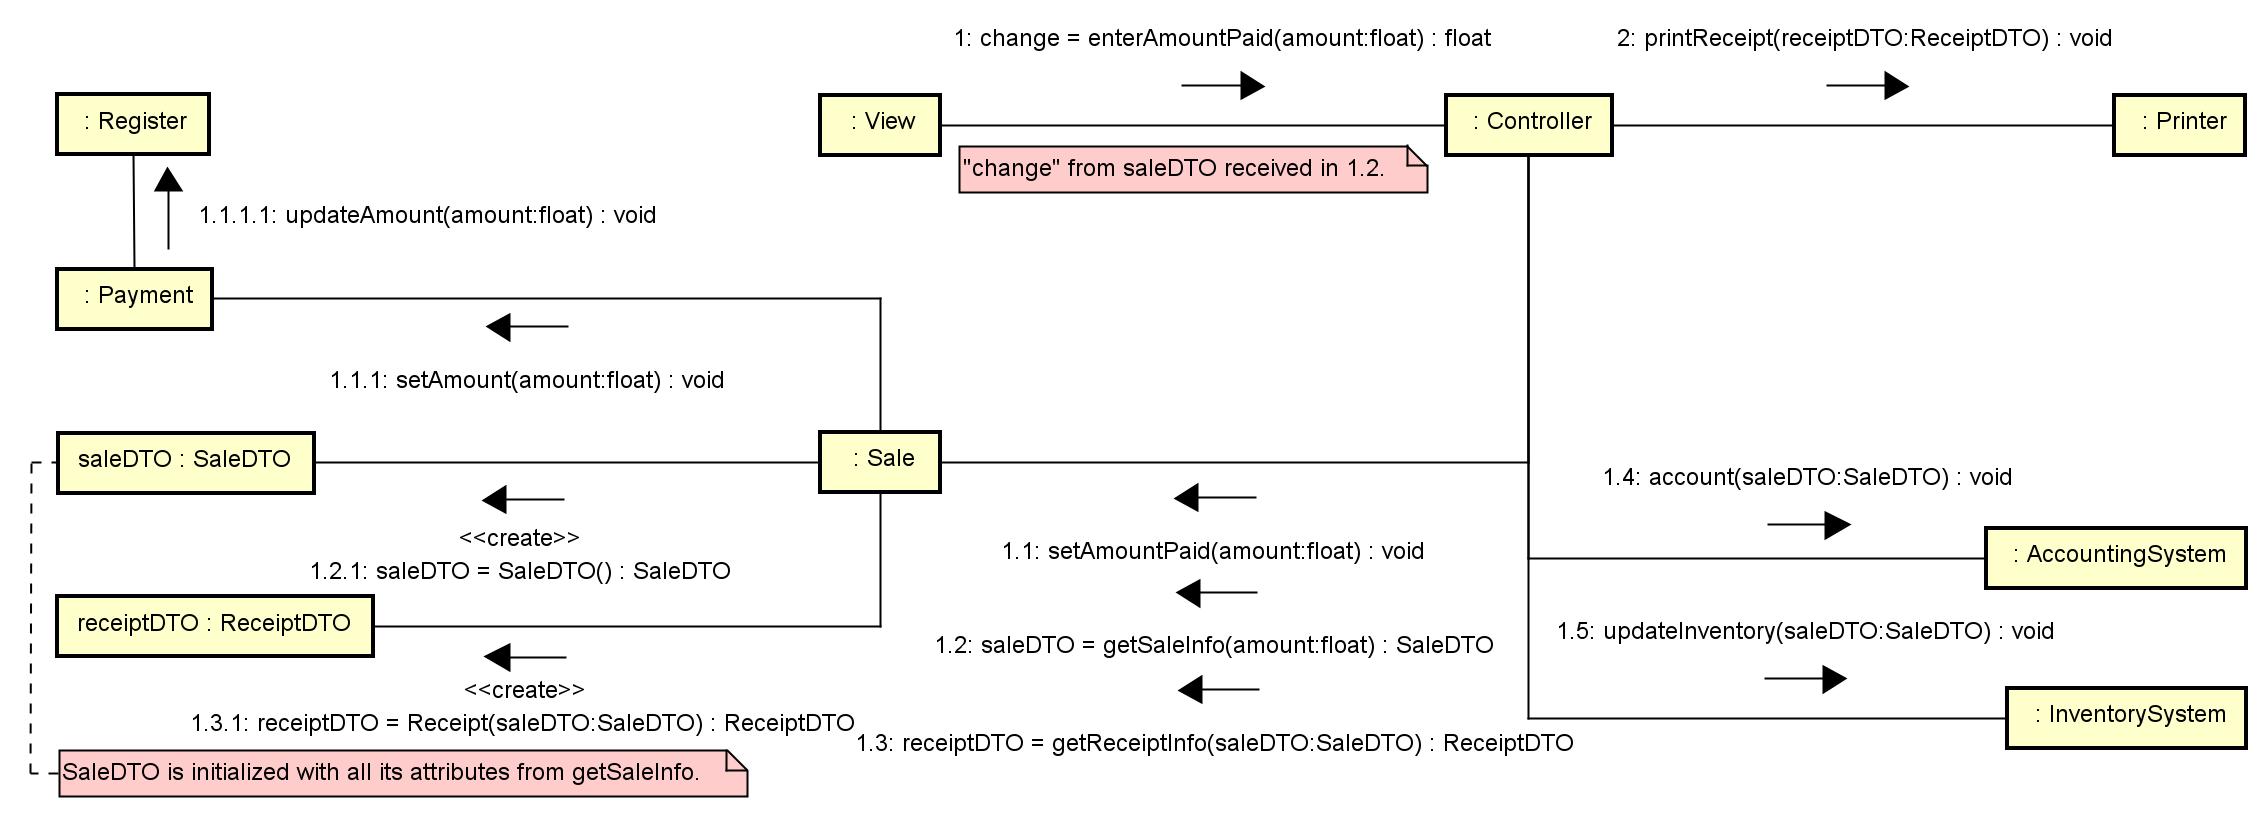 1: change = enterAmountPaid(amount:float) : float
2: printReceipt(receiptDTO:ReceiptDTO) : void
: Register
: View
: Controller
: Printer
"change" from saleDTO received in 1.2.
1.1.1.1: updateAmount(amount:float) : void
: Payment
1.1.1: setAmount(amount:float) : void
saleDTO : SaleDTO
: Sale
1.4: account(saleDTO:SaleDTO) : void
<<create>>
1.2.1: saleDTO = SaleDTO() : SaleDTO
1.1: setAmountPaid(amount:float) : void
: AccountingSystem
receiptDTO : ReceiptDTO
1.2: saleDTO = getSaleInfo(amount:float) : SaleDTO
1.5: updateInventory(saleDTO:SaleDTO) : void
<<create>>
1.3.1: receiptDTO = Receipt(saleDTO:SaleDTO) : ReceiptDTO
1.3: receiptDTO = getReceiptInfo(saleDTO:SaleDTO) : ReceiptDTO
: InventorySystem
SaleDTO is initialized with all its attributes from getSaleInfo.